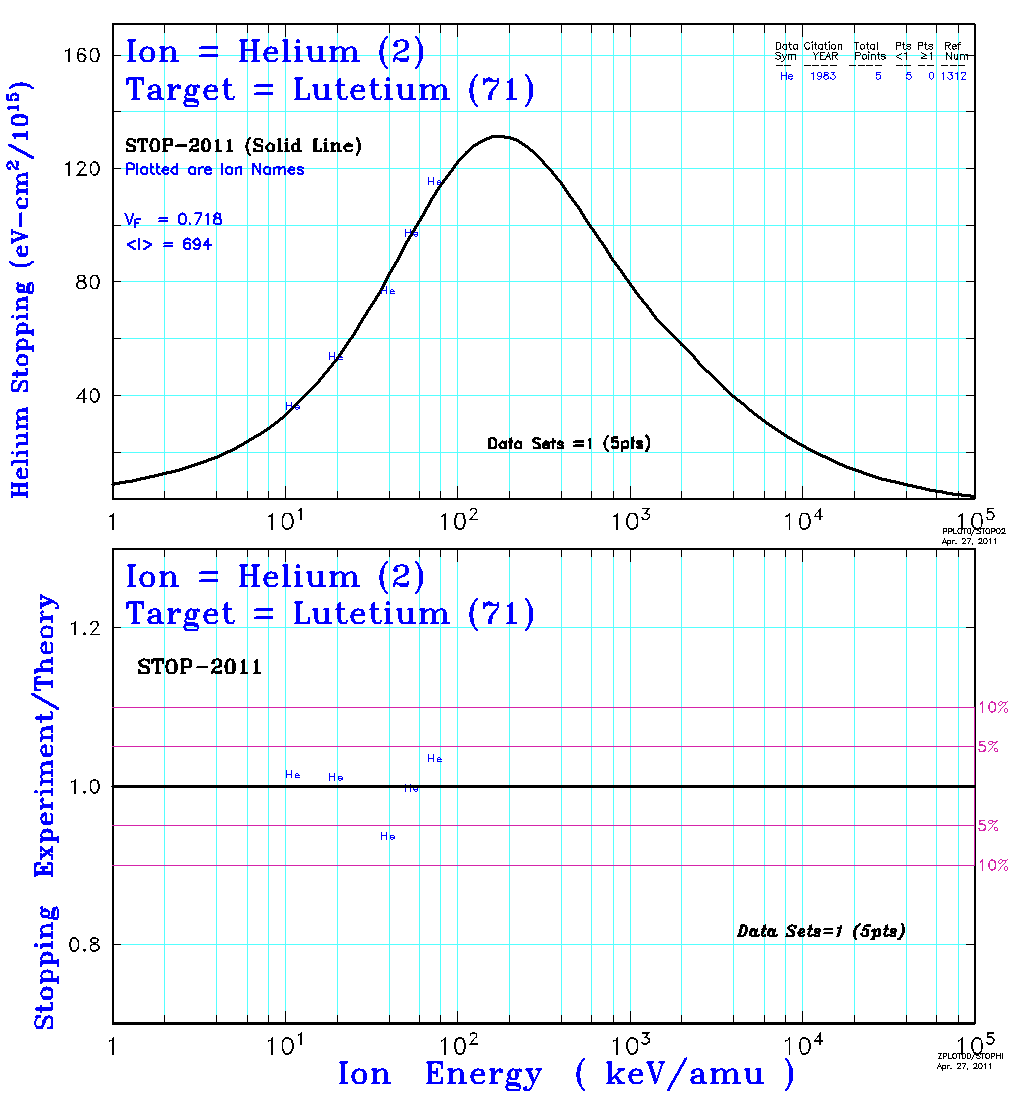 Ion = Helium (2)
Target = Lutetium (71)
STOP-2011 (Solid Line)
Plotted are Ion Names
V_F = 0.718
<I> = 694
Data Citation Total Pts Pts Ref
Sym YEAR Points <1 ≥1 Num
He 1983 5 5 0 1312
Helium Stopping (eV-cm²/10¹⁵)
160
120
80
40
He
He
He
He
He
Data Sets =1 (5pts)
1 10¹ 10² 10³ 10⁴ 10⁵
PPLOT0/STOP02
Apr. 27, 2011
Ion = Helium (2)
Target = Lutetium (71)
STOP-2011
Stopping Experiment/Theory
1.2
1.0
0.8
10%
5%
5%
10%
He
He
He
He
He
Data Sets=1 (5pts)
1 10¹ 10² 10³ 10⁴ 10⁵
Ion Energy ( keV/amu )
ZPLOT0D/STOPHI
Apr. 27, 2011